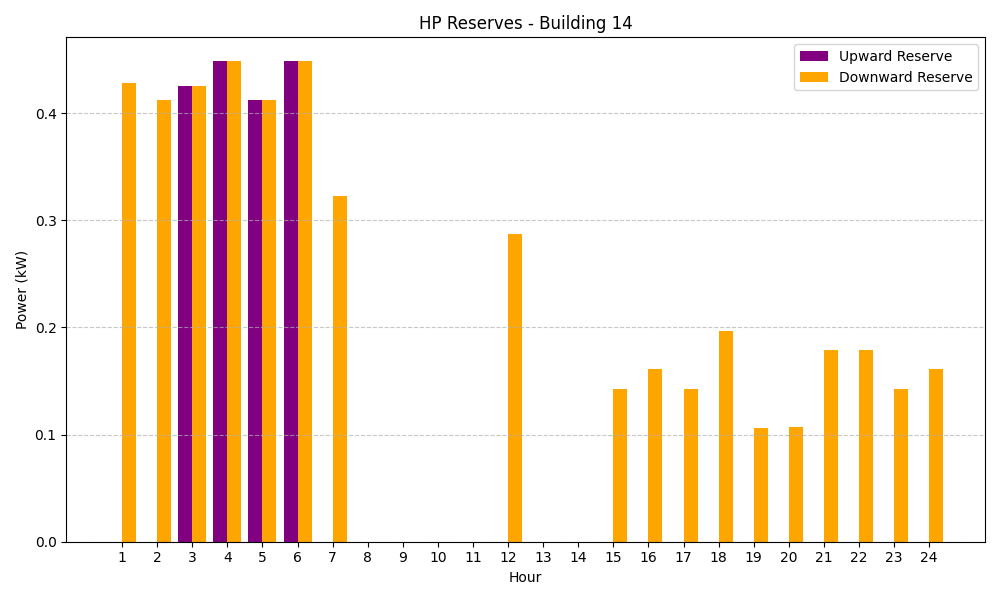 HP Reserves - Building 14
Upward Reserve
Downward Reserve
Power (kW)
0.4
0.3
0.2
0.1
0.0
1 2 3 4 5 6 7 8 9 10 11 12 13 14 15 16 17 18 19 20 21 22 23 24
Hour